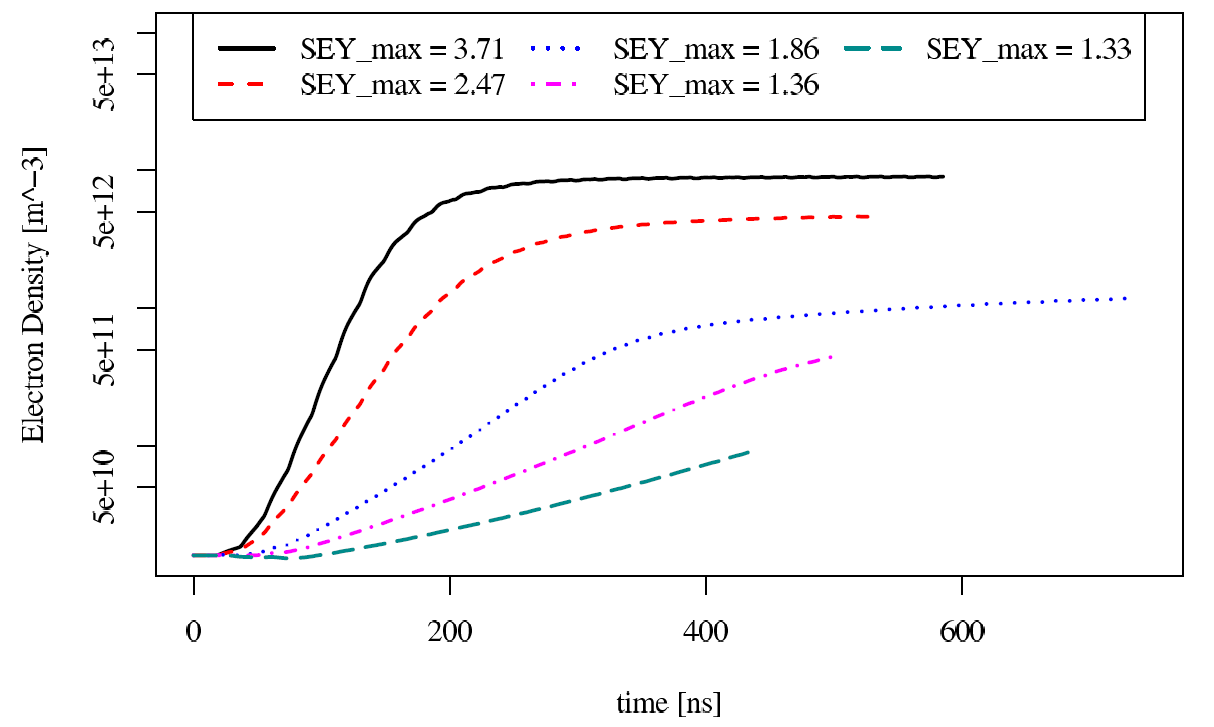 SEY_max = 3.71 SEY_max = 1.86 SEY_max = 1.33
SEY_max = 2.47 SEY_max = 1.36
Electron Density [m^−3]
5e+13
5e+12
5e+11
5e+10
0 200 400 600
time [ns]